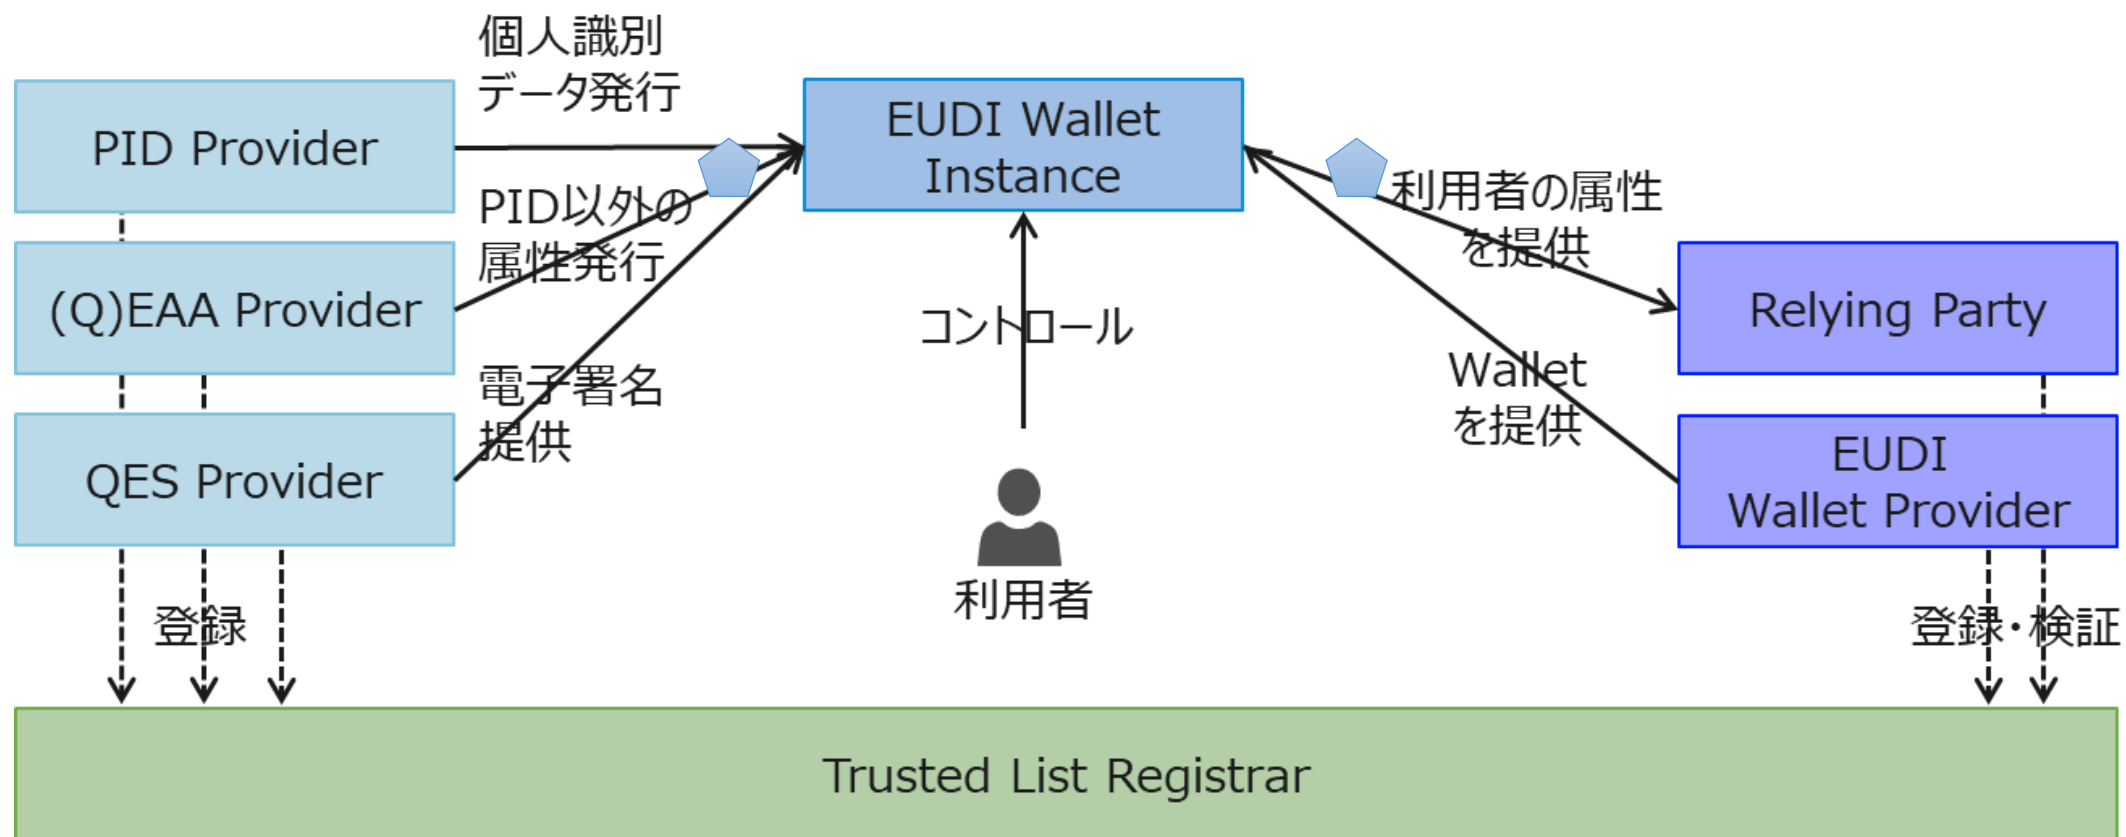 個人識別
データ発行
PID Provider
EUDI Wallet
Instance
PID以外の
属性発行
利用者の属性
を提供
(Q)EAA Provider
コントロール
Relying Party
電子署名
提供
Wallet
を提供
QES Provider
EUDI
Wallet Provider
利用者
登録
登録・検証
Trusted List Registrar